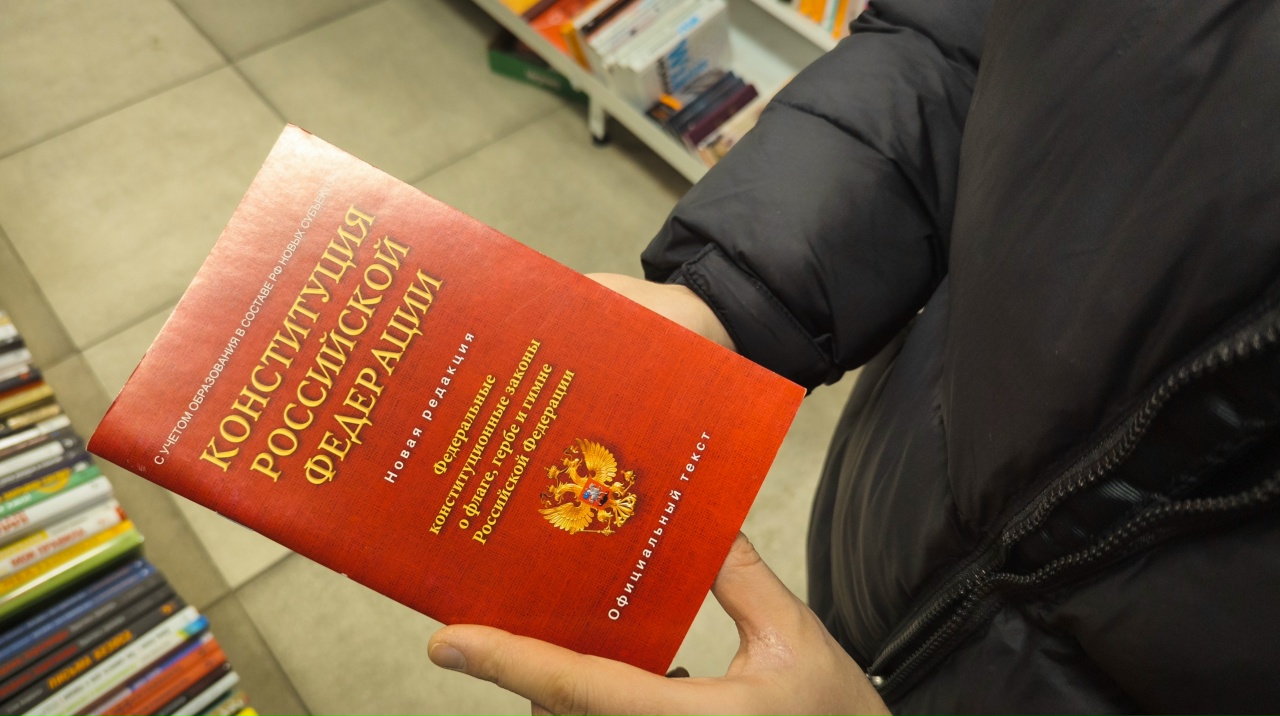 С УЧЕТОМ ОБРАЗОВАНИЯ В СОСТАВЕ РФ НОВЫХ
КОНСТИТУЦИЯ
РОССИЙСКОЙ
ФЕДЕРАЦИИ
Новая редакция
Федеральные
конституционные законы
о флаге, гербе и гимне
Российской Федерации
Официальный текст